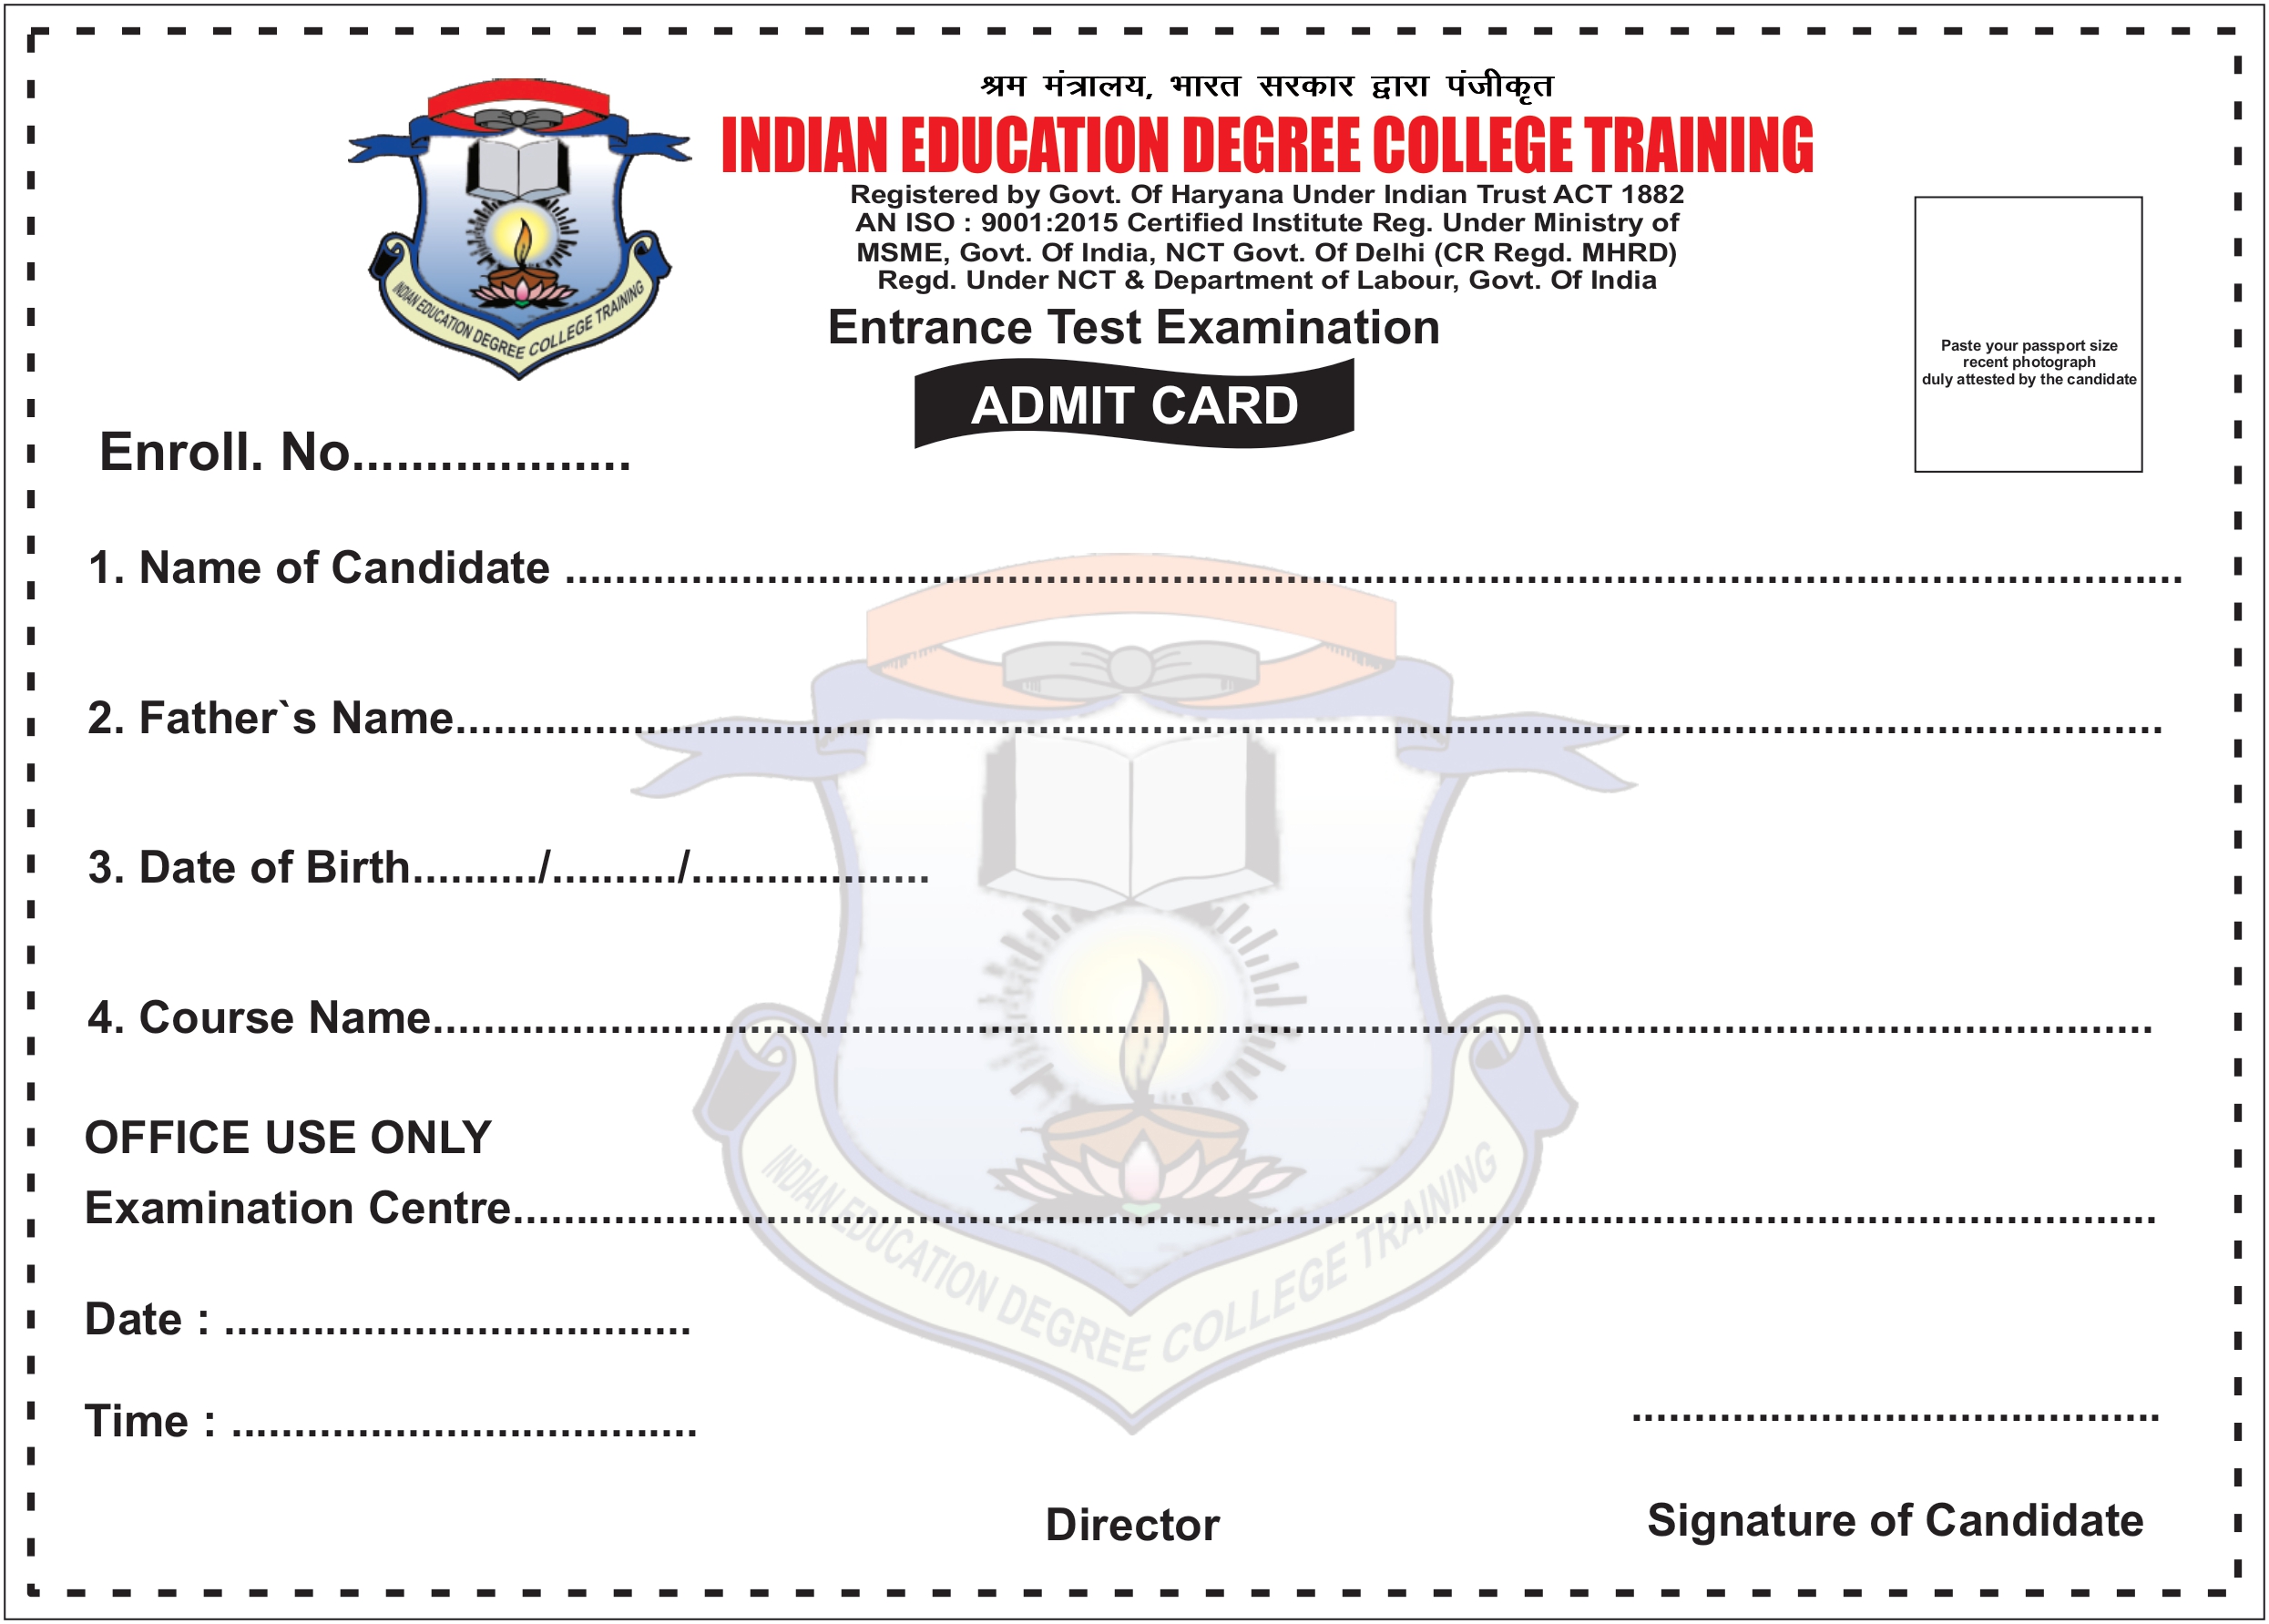 श्रम मंत्रालय, भारत सरकार द्वारा पंजीकृत
INDIAN EDUCATION DEGREE COLLEGE TRAINING
Registered by Govt. Of Haryana Under Indian Trust ACT 1882
AN ISO : 9001:2015 Certified Institute Reg. Under Ministry of
MSME, Govt. Of India, NCT Govt. Of Delhi (CR Regd. MHRD)
Regd. Under NCT & Department of Labour, Govt. Of India
INDIAN EDUCATION DEGREE COLLEGE TRAINING
Entrance Test Examination
ADMIT CARD
Paste your passport size
recent photograph
duly attested by the candidate
Enroll. No...................
1. Name of Candidate ................................................................................................................................
2. Father`s Name.......................................................................................................................................
3. Date of Birth........../........../...................
4. Course Name........................................................................................................................................
OFFICE USE ONLY
Examination Centre..................................................................................................................................
INDIAN EDUCATION DEGREE COLLEGE TRAINING
Date : .....................................
Time : .....................................
..........................................
Director
Signature of Candidate